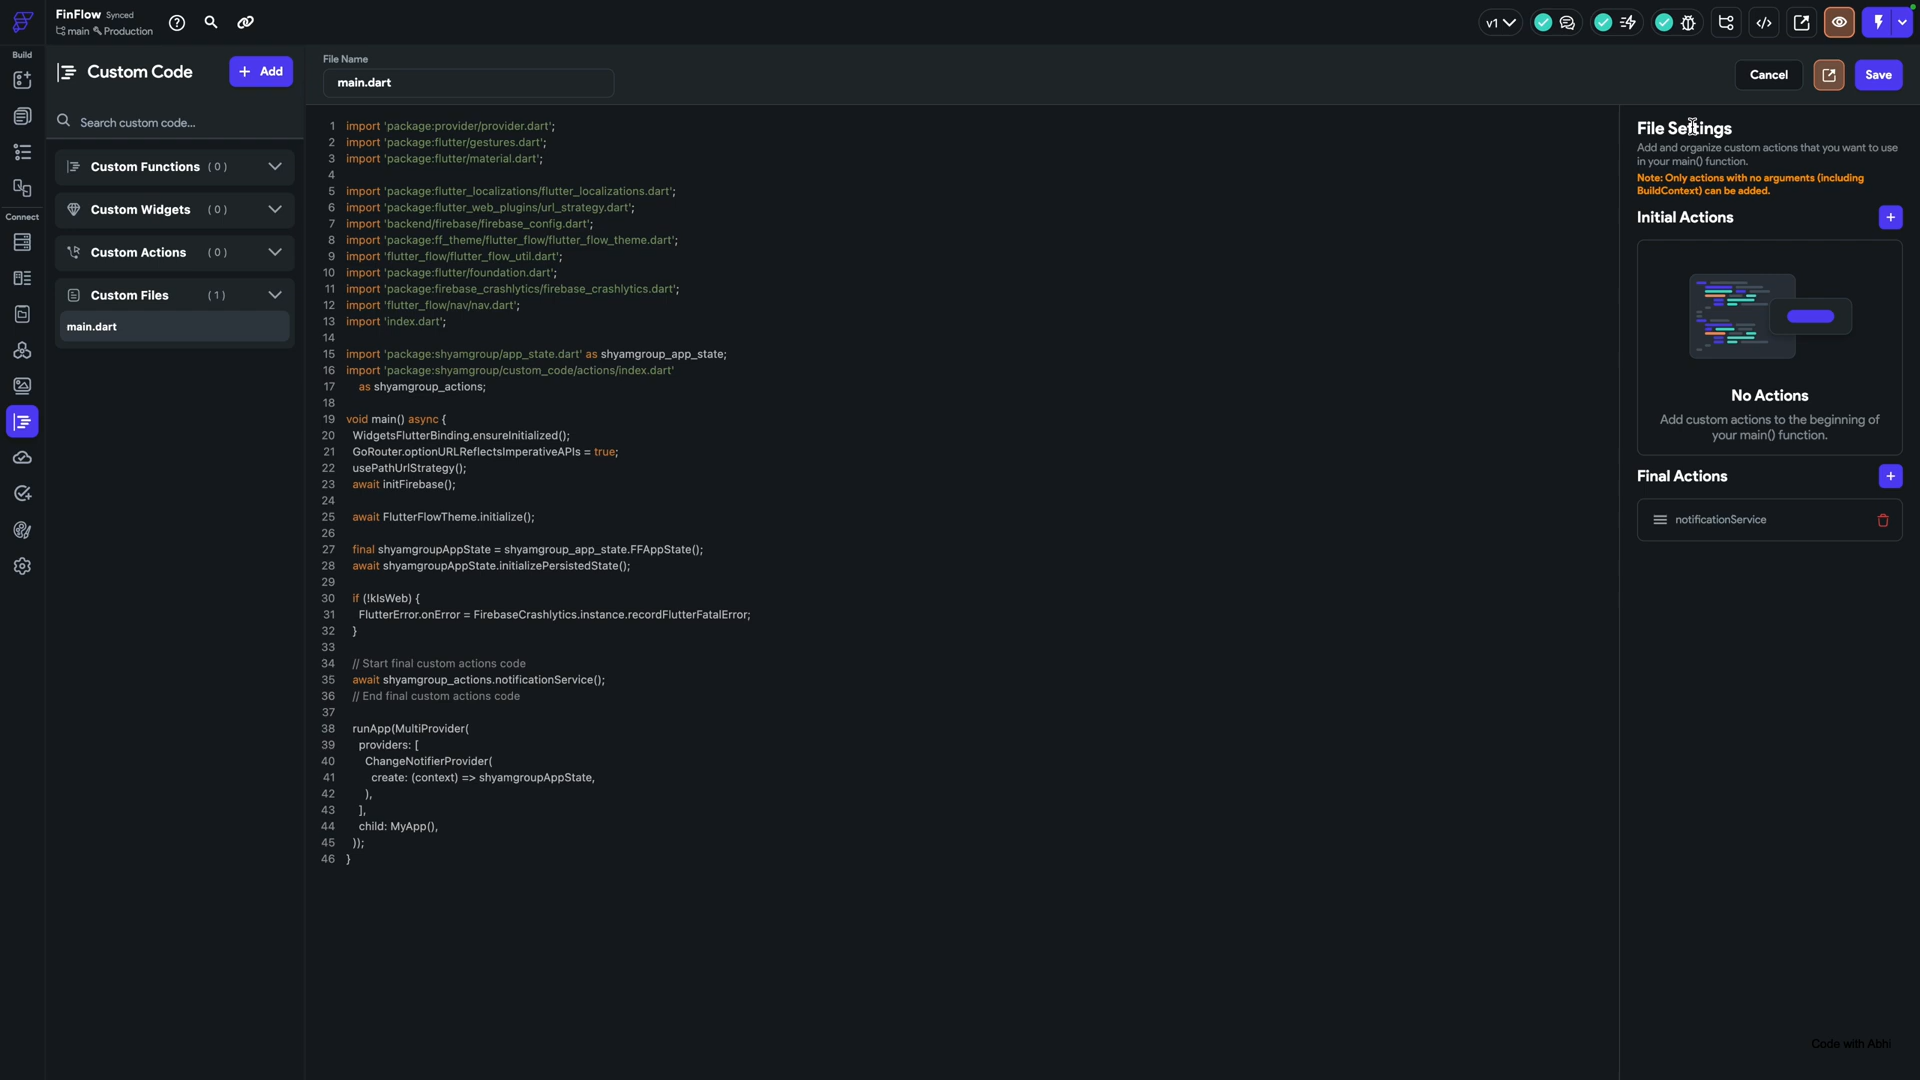 FinFlow Synced
main Production
v1
Build
Connect
Custom Code
Add
Search custom code...
Custom Functions ( 0 )
Custom Widgets ( 0 )
Custom Actions ( 0 )
Custom Files ( 1 )
main.dart
File Name
main.dart
Cancel
Save
1 import 'package:provider/provider.dart';
2 import 'package:flutter/gestures.dart';
3 import 'package:flutter/material.dart';
4
5 import 'package:flutter_localizations/flutter_localizations.dart';
6 import 'package:flutter_web_plugins/url_strategy.dart';
7 import 'backend/firebase/firebase_config.dart';
8 import 'package:ff_theme/flutter_flow/flutter_flow_theme.dart';
9 import 'flutter_flow/flutter_flow_util.dart';
10 import 'package:flutter/foundation.dart';
11 import 'package:firebase_crashlytics/firebase_crashlytics.dart';
12 import 'flutter_flow/nav/nav.dart';
13 import 'index.dart';
14
15 import 'package:shyamgroup/app_state.dart' as shyamgroup_app_state;
16 import 'package:shyamgroup/custom_code/actions/index.dart'
17 as shyamgroup_actions;
18
19 void main() async {
20 WidgetsFlutterBinding.ensureInitialized();
21 GoRouter.optionURLReflectsImperativeAPIs = true;
22 usePathUrlStrategy();
23 await initFirebase();
24
25 await FlutterFlowTheme.initialize();
26
27 final shyamgroupAppState = shyamgroup_app_state.FFAppState();
28 await shyamgroupAppState.initializePersistedState();
29
30 if (!kIsWeb) {
31 FlutterError.onError = FirebaseCrashlytics.instance.recordFlutterFatalError;
32 }
33
34 // Start final custom actions code
35 await shyamgroup_actions.notificationService();
36 // End final custom actions code
37
38 runApp(MultiProvider(
39 providers: [
40 ChangeNotifierProvider(
41 create: (context) => shyamgroupAppState,
42 ),
43 ],
44 child: MyApp(),
45 ));
46 }
File Settings
Add and organize custom actions that you want to use
in your main() function.
Note: Only actions with no arguments (including
BuildContext) can be added.
Initial Actions
No Actions
Add custom actions to the beginning of
your main() function.
Final Actions
notificationService
Code with Abhi